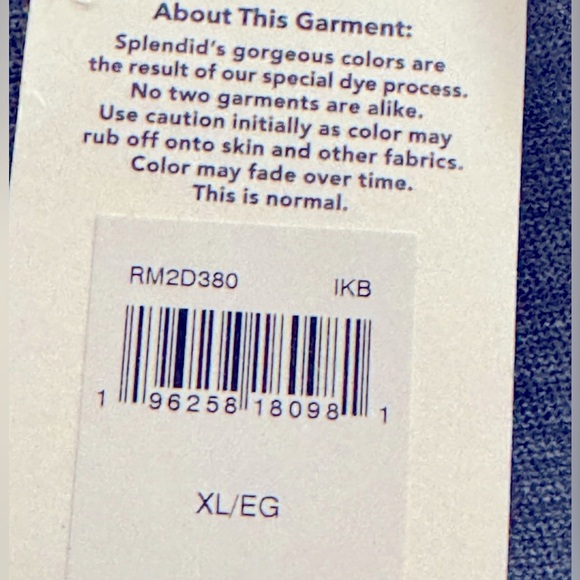 About This Garment:
Splendid's gorgeous colors are
the result of our special dye process.
No two garments are alike.
Use caution initially as color may
rub off onto skin and other fabrics.
Color may fade over time.
This is normal.
RM2D380 IKB
1 96258 18098 1
XL/EG